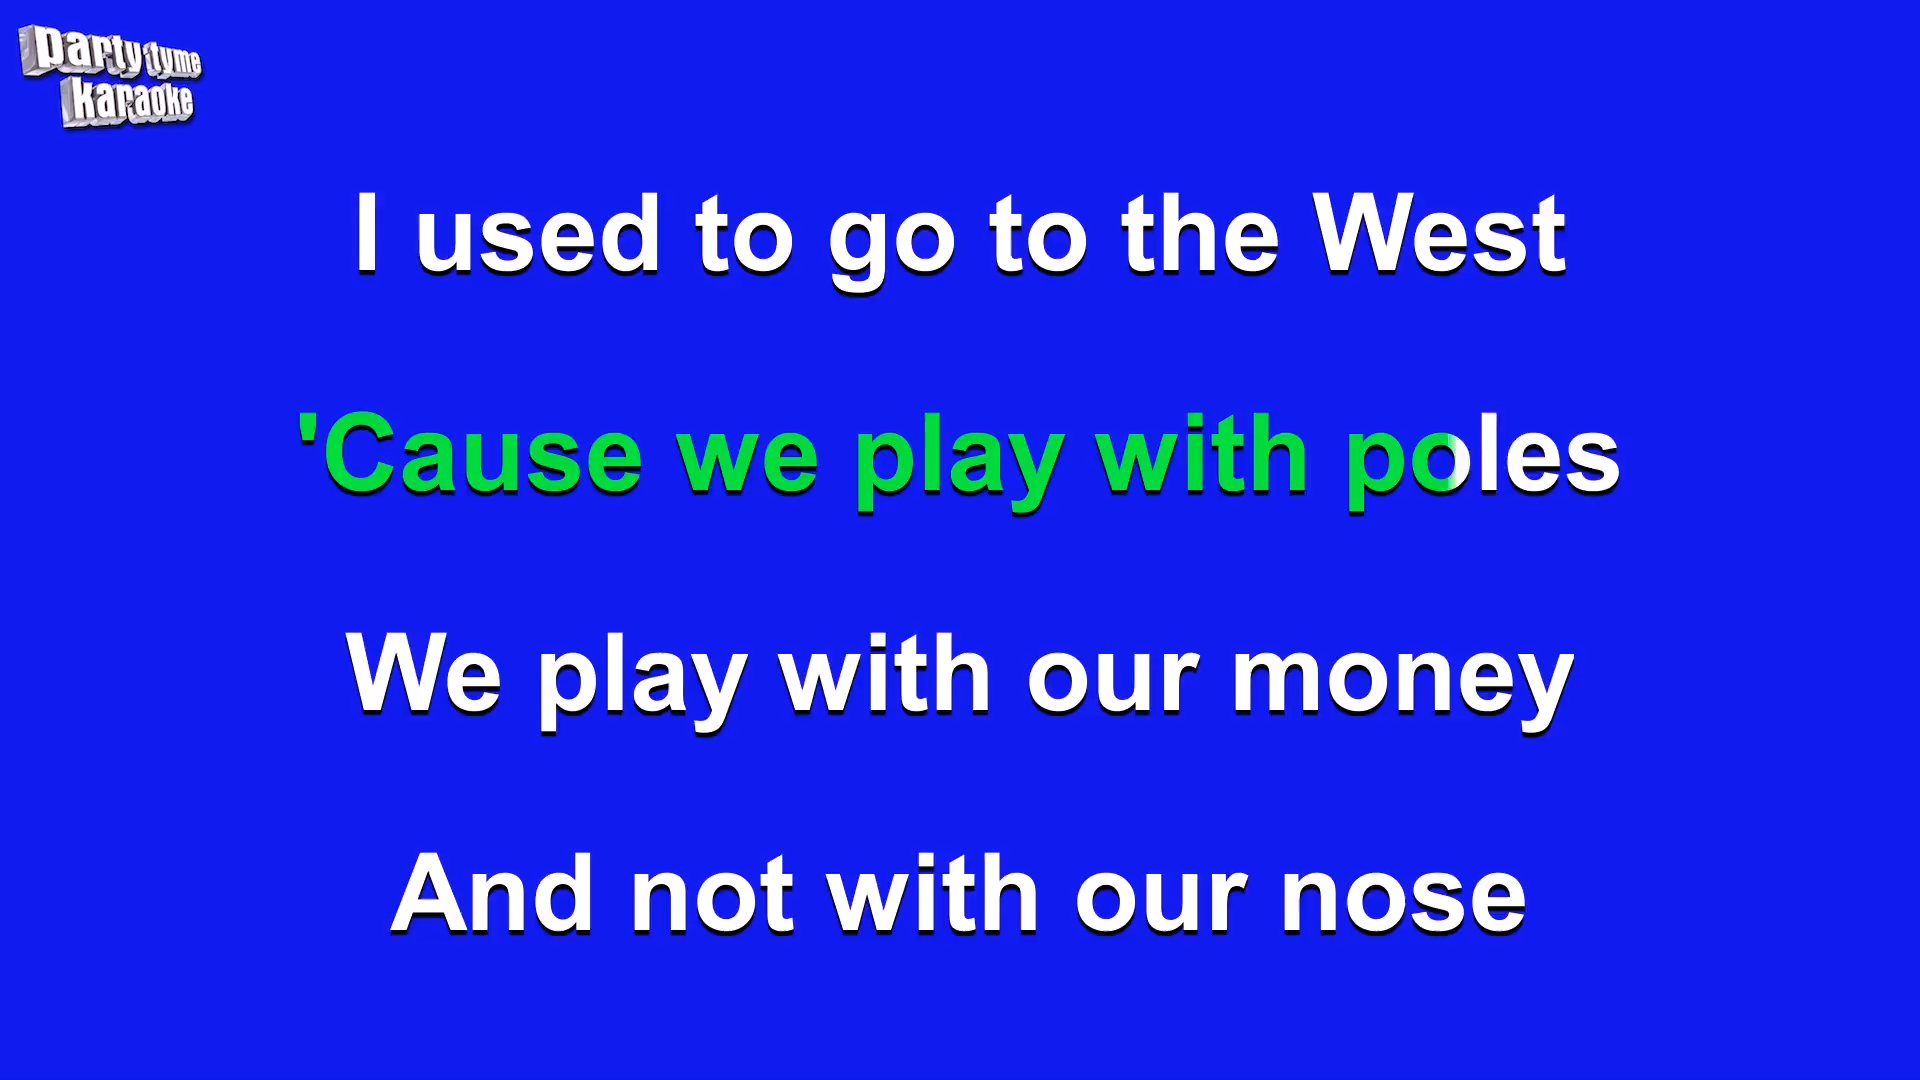 party tyme
karaoke
I used to go to the West
'Cause we play with poles
We play with our money
And not with our nose